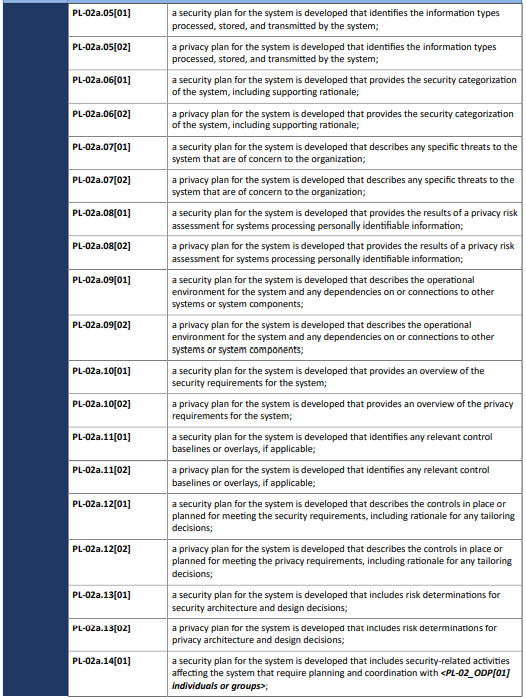 PL-02a.05[01]
a security plan for the system is developed that identifies the information types
processed, stored, and transmitted by the system;
PL-02a.05[02]
a privacy plan for the system is developed that identifies the information types
processed, stored, and transmitted by the system;
PL-02a.06[01]
a security plan for the system is developed that provides the security categorization
of the system, including supporting rationale;
PL-02a.06[02]
a privacy plan for the system is developed that provides the security categorization
of the system, including supporting rationale;
PL-02a.07[01]
a security plan for the system is developed that describes any specific threats to the
system that are of concern to the organization;
PL-02a.07[02]
a privacy plan for the system is developed that describes any specific threats to the
system that are of concern to the organization;
PL-02a.08[01]
a security plan for the system is developed that provides the results of a privacy risk
assessment for systems processing personally identifiable information;
PL-02a.08[02]
a privacy plan for the system is developed that provides the results of a privacy risk
assessment for systems processing personally identifiable information;
PL-02a.09[01]
a security plan for the system is developed that describes the operational
environment for the system and any dependencies on or connections to other
systems or system components;
PL-02a.09[02]
a privacy plan for the system is developed that describes the operational
environment for the system and any dependencies on or connections to other
systems or system components;
PL-02a.10[01]
a security plan for the system is developed that provides an overview of the
security requirements for the system;
PL-02a.10[02]
a privacy plan for the system is developed that provides an overview of the privacy
requirements for the system;
PL-02a.11[01]
a security plan for the system is developed that identifies any relevant control
baselines or overlays, if applicable;
PL-02a.11[02]
a privacy plan for the system is developed that identifies any relevant control
baselines or overlays, if applicable;
PL-02a.12[01]
a security plan for the system is developed that describes the controls in place or
planned for meeting the security requirements, including rationale for any tailoring
decisions;
PL-02a.12[02]
a privacy plan for the system is developed that describes the controls in place or
planned for meeting the privacy requirements, including rationale for any tailoring
decisions;
PL-02a.13[01]
a security plan for the system is developed that includes risk determinations for
security architecture and design decisions;
PL-02a.13[02]
a privacy plan for the system is developed that includes risk determinations for
privacy architecture and design decisions;
PL-02a.14[01]
a security plan for the system is developed that includes security-related activities
affecting the system that require planning and coordination with <PL-02_ODP[01]
individuals or groups>;